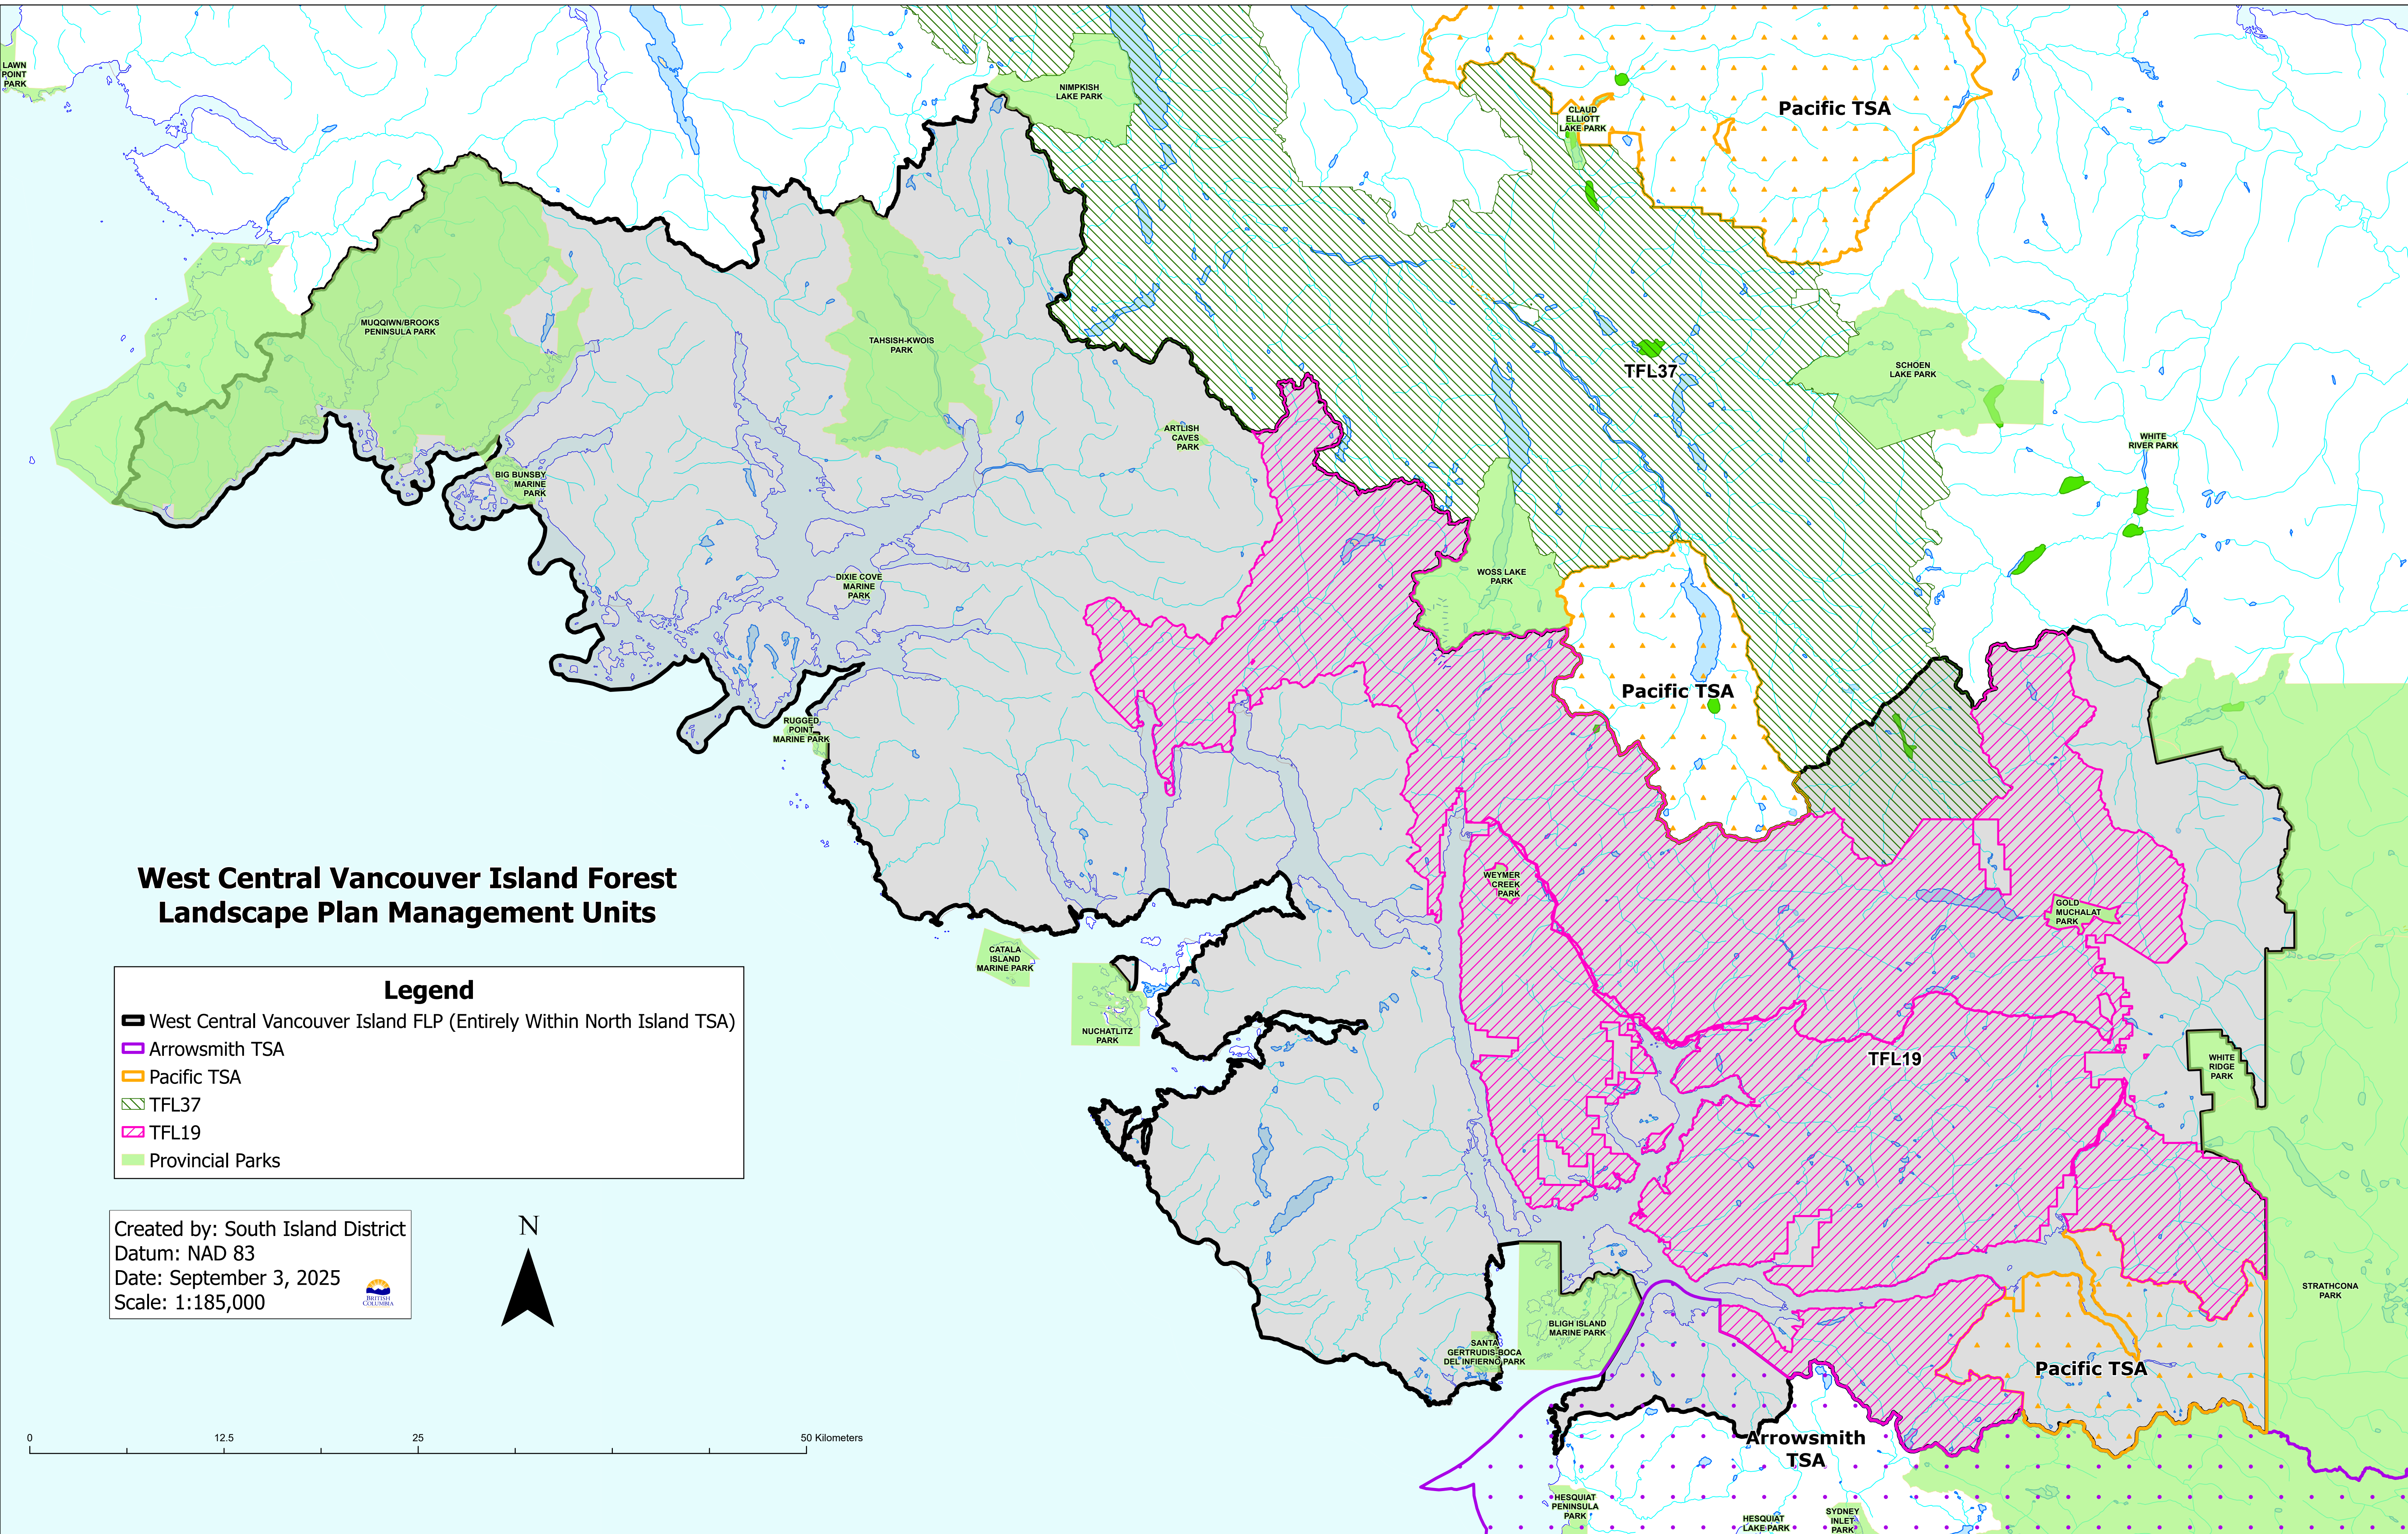 LAWN
POINT
PARK
NIMPKISH
LAKE PARK
CLAUD
ELLIOTT
LAKE PARK
Pacific TSA
MUQQIWN/BROOKS
PENINSULA PARK
TAHSISH-KWOIS
PARK
TFL37
SCHOEN
LAKE PARK
ARTLISH
CAVES
PARK
WHITE
RIVER PARK
BIG BUNSBY
MARINE
PARK
DIXIE COVE
MARINE
PARK
WOSS LAKE
PARK
Pacific TSA
RUGGED
POINT
MARINE PARK
West Central Vancouver Island Forest
Landscape Plan Management Units
WEYMER
CREEK
PARK
GOLD
MUCHALAT
PARK
CATALA
ISLAND
MARINE PARK
NUCHATLITZ
PARK
TFL19
WHITE
RIDGE
PARK
Legend
West Central Vancouver Island FLP (Entirely Within North Island TSA)
Arrowsmith TSA
Pacific TSA
TFL37
TFL19
Provincial Parks
Created by: South Island District
Datum: NAD 83
Date: September 3, 2025
Scale: 1:185,000
BRITISH
COLUMBIA
N
STRATHCONA
PARK
BLIGH ISLAND
MARINE PARK
SANTA
GERTRUDIS-BOCA
DEL INFIERNO PARK
Pacific TSA
Arrowsmith
TSA
0 12.5 25 50 Kilometers
HESQUIAT
PENINSULA
PARK
HESQUIAT
LAKE PARK
SYDNEY
INLET
PARK